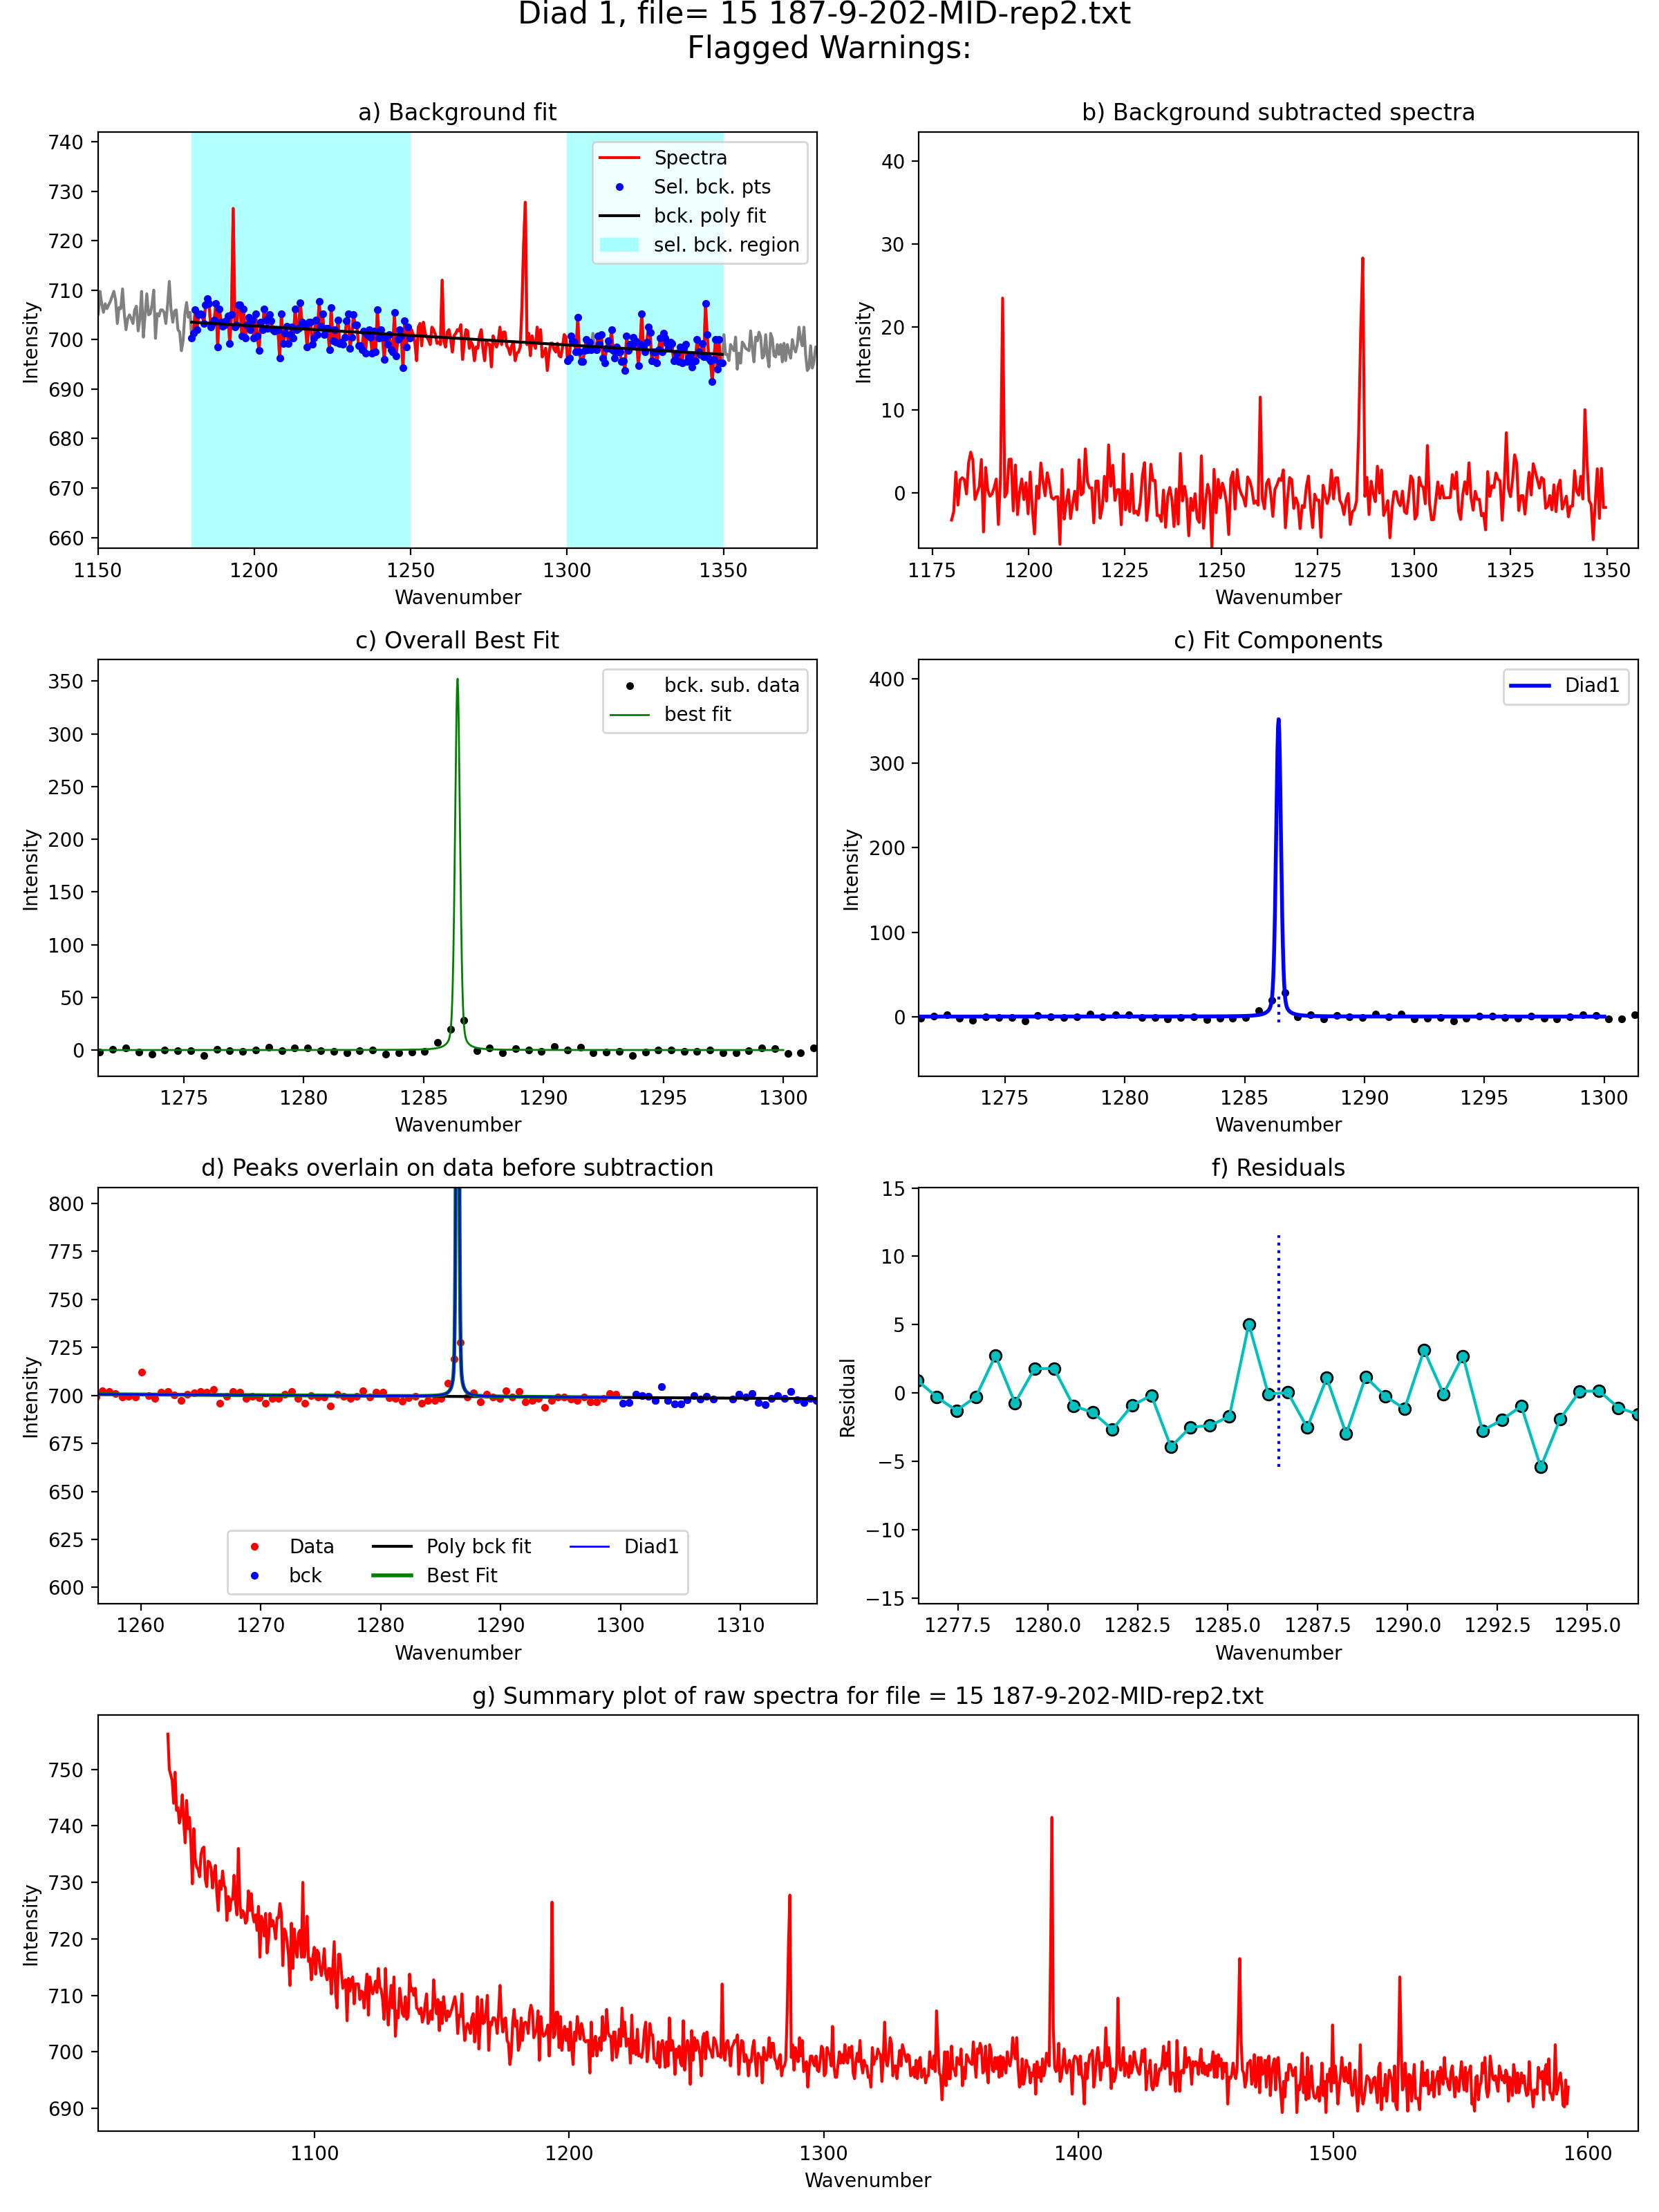 Diad 1, file= 15 187-9-202-MID-rep2.txt
Flagged Warnings:
a) Background fit
740
730
720
710
700
690
680
670
660
Intensity
Spectra
Sel. bck. pts
bck. poly fit
sel. bck. region
1150 1200 1250 1300 1350
Wavenumber
b) Background subtracted spectra
40
30
20
10
0
Intensity
1175 1200 1225 1250 1275 1300 1325 1350
Wavenumber
c) Overall Best Fit
350
300
250
200
150
100
50
0
Intensity
bck. sub. data
best fit
1275 1280 1285 1290 1295 1300
Wavenumber
c) Fit Components
400
300
200
100
0
Intensity
Diad1
1275 1280 1285 1290 1295 1300
Wavenumber
d) Peaks overlain on data before subtraction
800
775
750
725
700
675
650
625
600
Intensity
Data Poly bck fit Diad1
bck Best Fit
1260 1270 1280 1290 1300 1310
Wavenumber
f) Residuals
15
10
5
0
−5
−10
−15
Residual
1277.5 1280.0 1282.5 1285.0 1287.5 1290.0 1292.5 1295.0
Wavenumber
g) Summary plot of raw spectra for file = 15 187-9-202-MID-rep2.txt
750
740
730
720
710
700
690
Intensity
1100 1200 1300 1400 1500 1600
Wavenumber